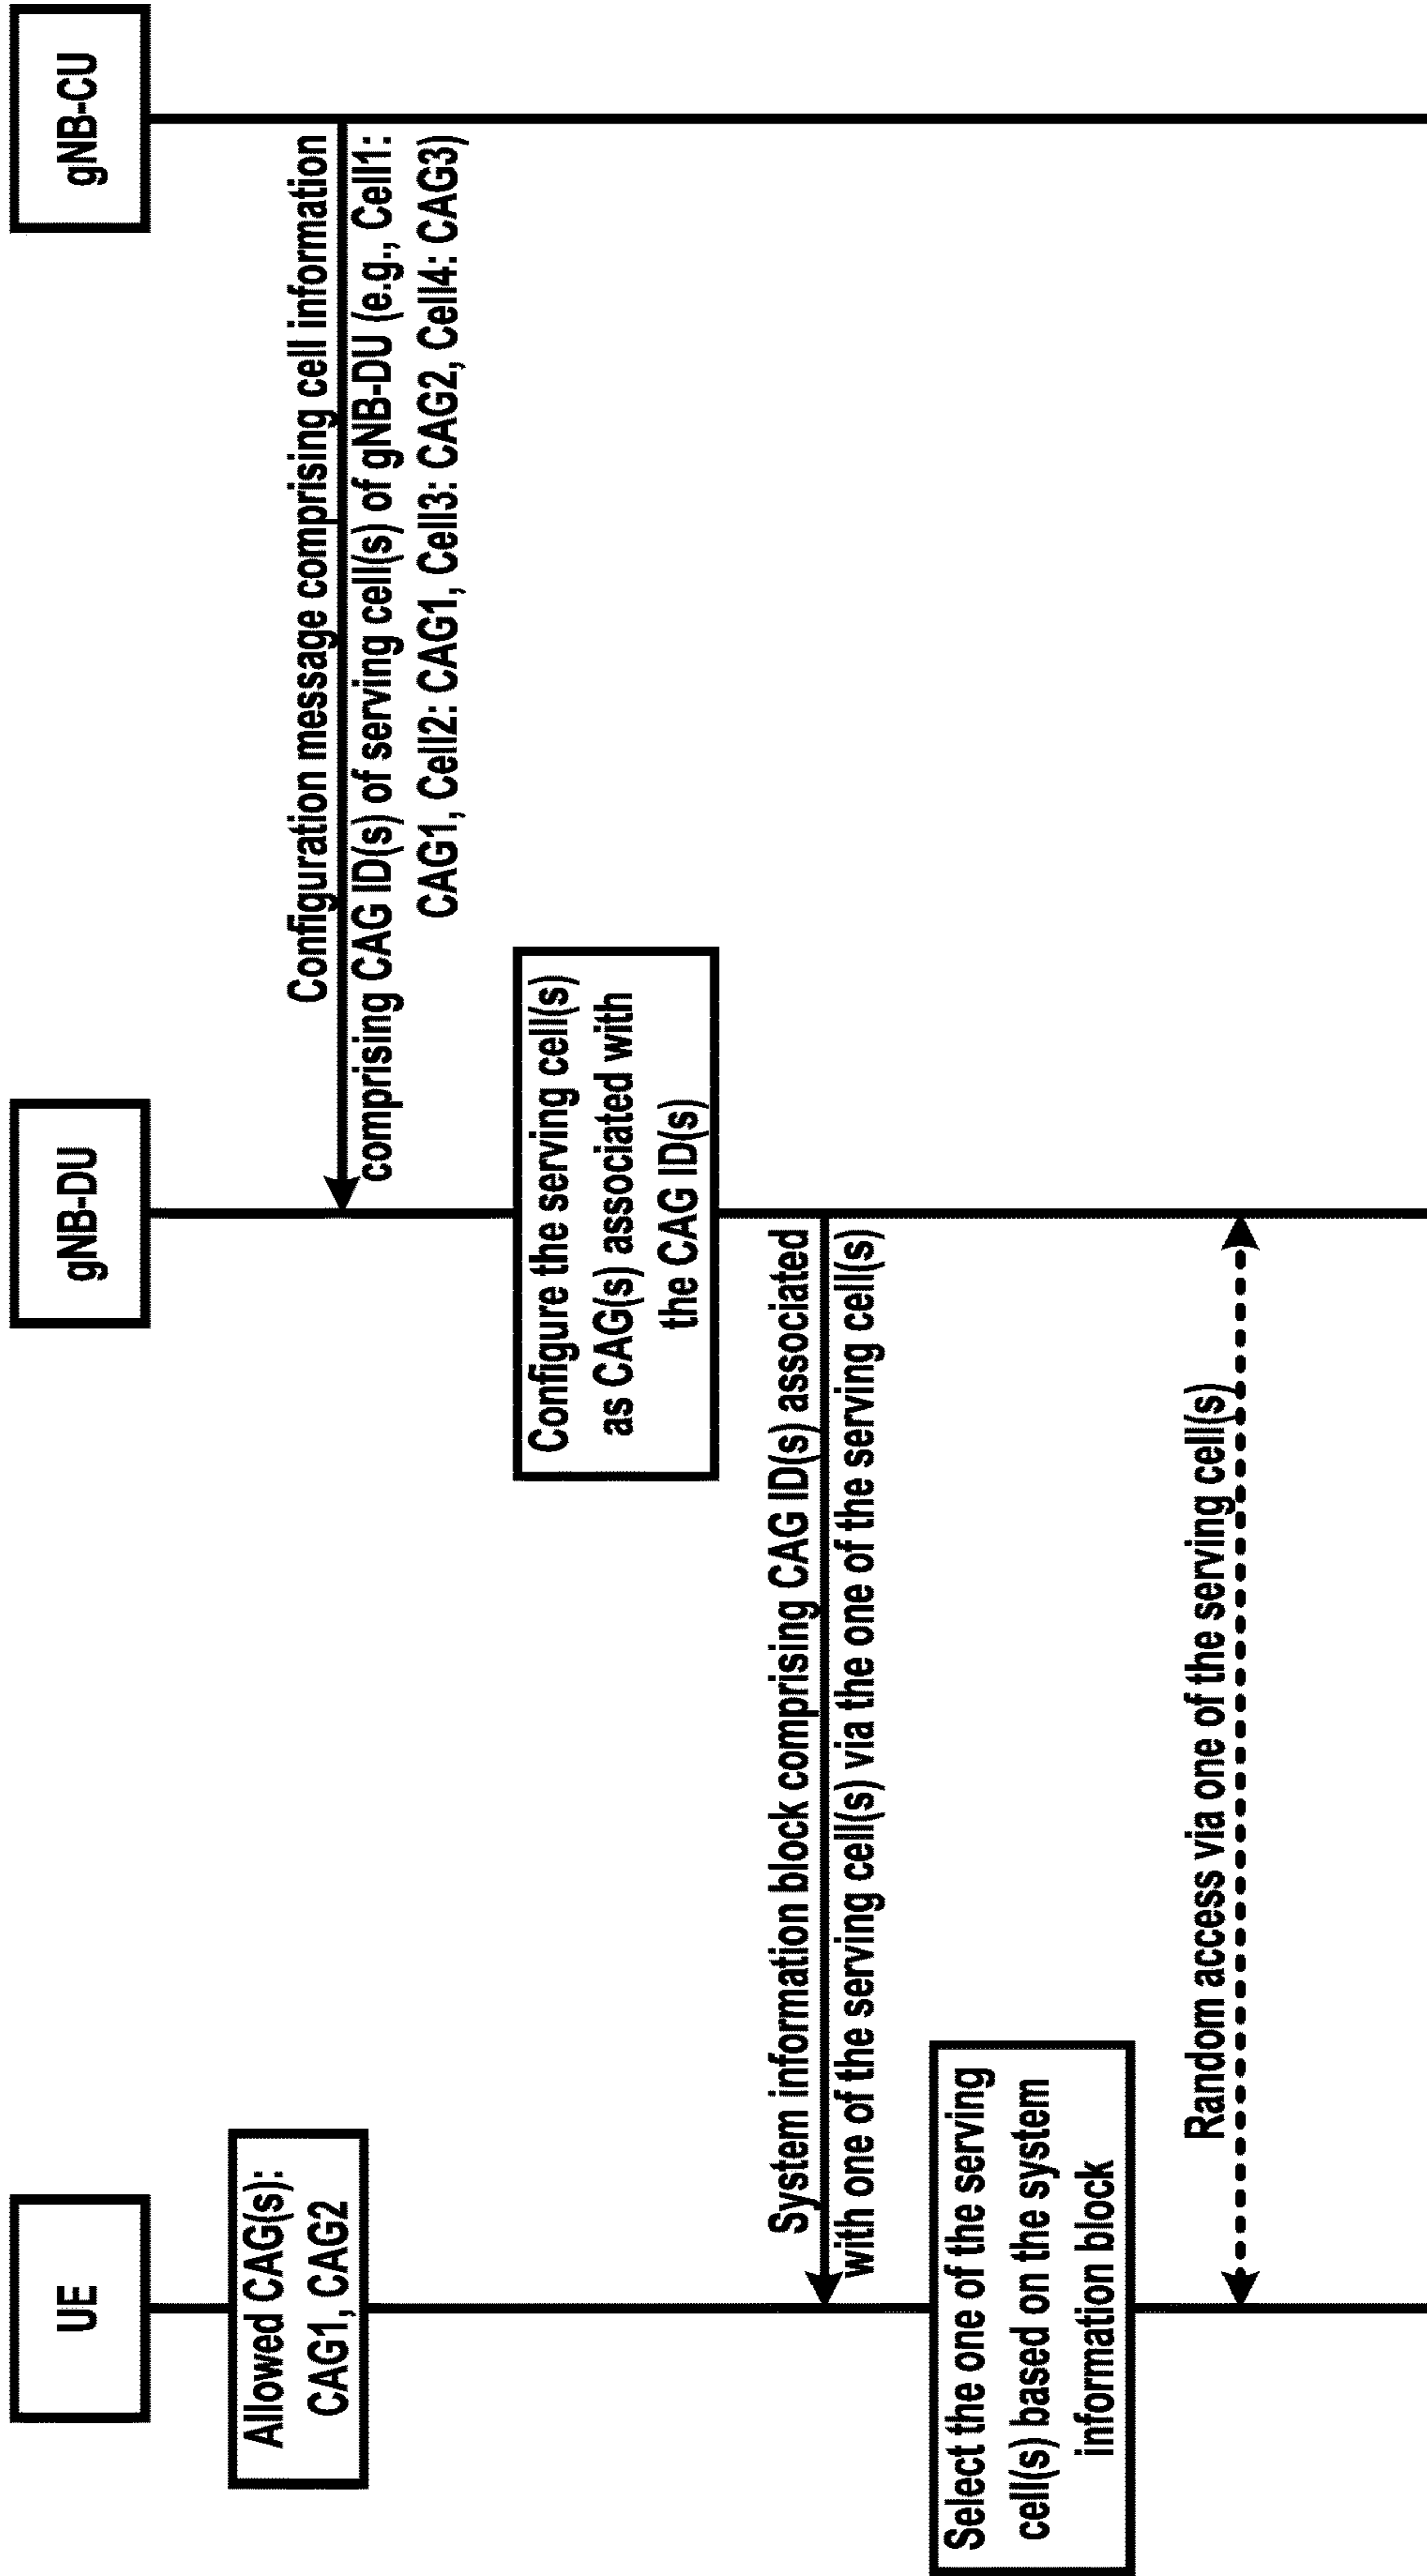 UE
gNB-DU
gNB-CU
Allowed CAG(s):
CAG1, CAG2
Configuration message comprising cell information
comprising CAG ID(s) of serving cell(s) of gNB-DU (e.g., Cell1:
CAG1, Cell2: CAG1, Cell3: CAG2, Cell4: CAG3)
Configure the serving cell(s)
as CAG(s) associated with
the CAG ID(s)
System information block comprising CAG ID(s) associated
with one of the serving cell(s) via the one of the serving cell(s)
Select the one of the serving
cell(s) based on the system
information block
Random access via one of the serving cell(s)